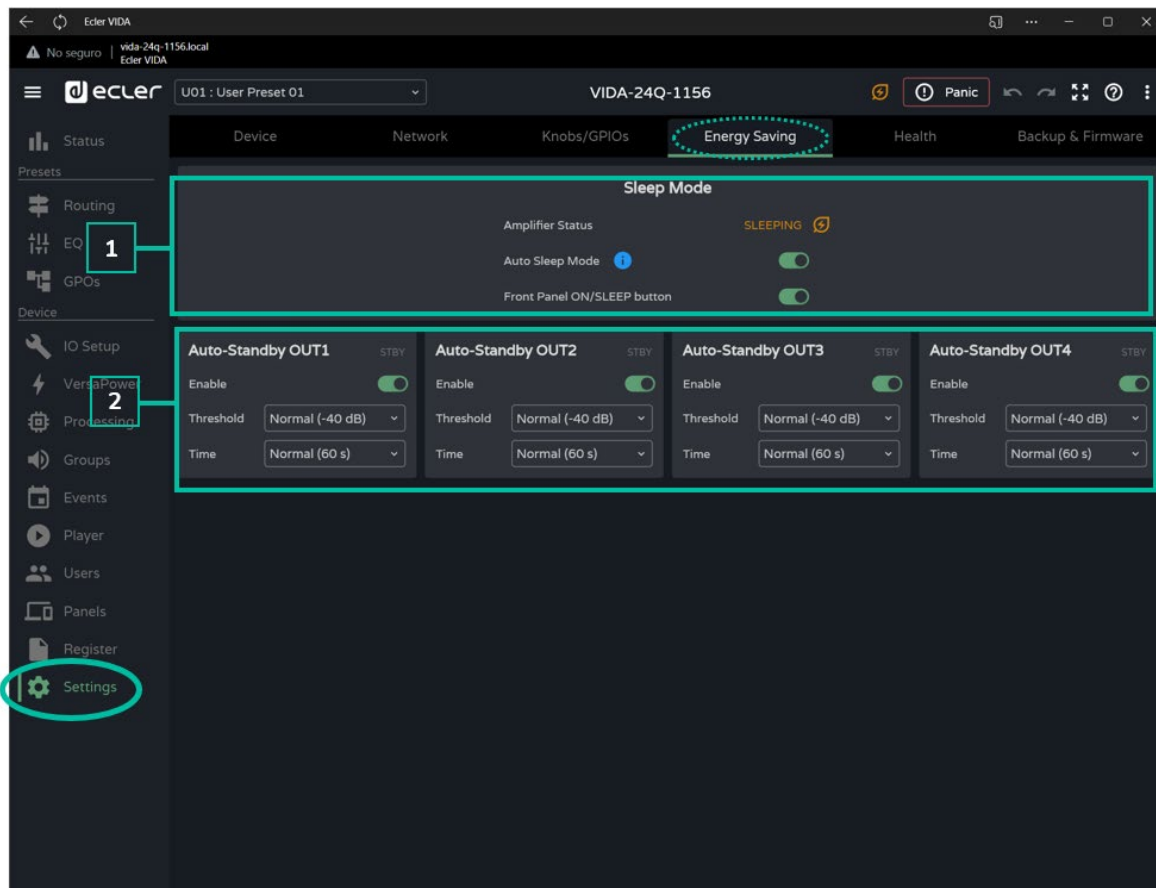 Ecler VIDA
No seguro | vida-24q-1156.local
Ecler VIDA
ecler
U01 : User Preset 01
VIDA-24Q-1156
Panic
Status
Device Network Knobs/GPIOs Energy Saving Health Backup & Firmware
Presets
Routing
EQ
GPOs
Device
IO Setup
VersaPower
Processing
Groups
Events
Player
Users
Panels
Register
Settings
1
Sleep Mode
Amplifier Status SLEEPING
Auto Sleep Mode i
Front Panel ON/SLEEP button
2
Auto-Standby OUT1 STBY Auto-Standby OUT2 STBY Auto-Standby OUT3 STBY Auto-Standby OUT4 STBY
Enable Enable Enable Enable
Threshold Normal (-40 dB) Threshold Normal (-40 dB) Threshold Normal (-40 dB) Threshold Normal (-40 dB)
Time Normal (60 s) Time Normal (60 s) Time Normal (60 s) Time Normal (60 s)